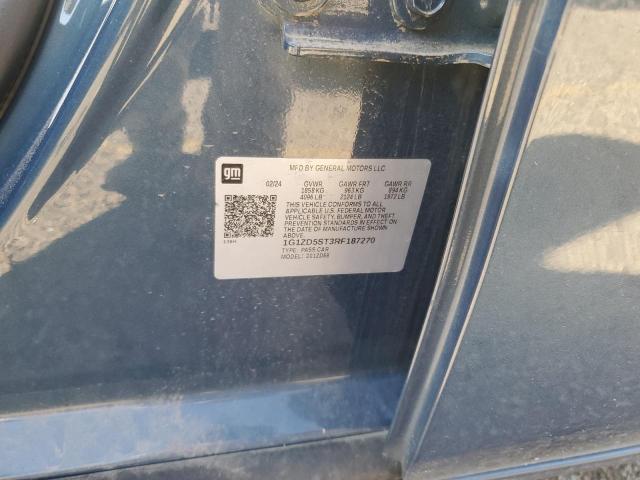 gm
MFD BY GENERAL MOTORS LLC
02/24 GVWR GAWR FRT GAWR RR
1858 KG 963 KG 894 KG
4096 LB 2124 LB 1972 LB
THIS VEHICLE CONFORMS TO ALL
APPLICABLE U.S. FEDERAL MOTOR
VEHICLE SAFETY, BUMPER, AND THEFT
PREVENTION STANDARDS IN EFFECT ON
THE DATE OF MANUFACTURE SHOWN
ABOVE.
1G1ZD5ST3RF187270
TYPE: PASS CAR
MODEL: